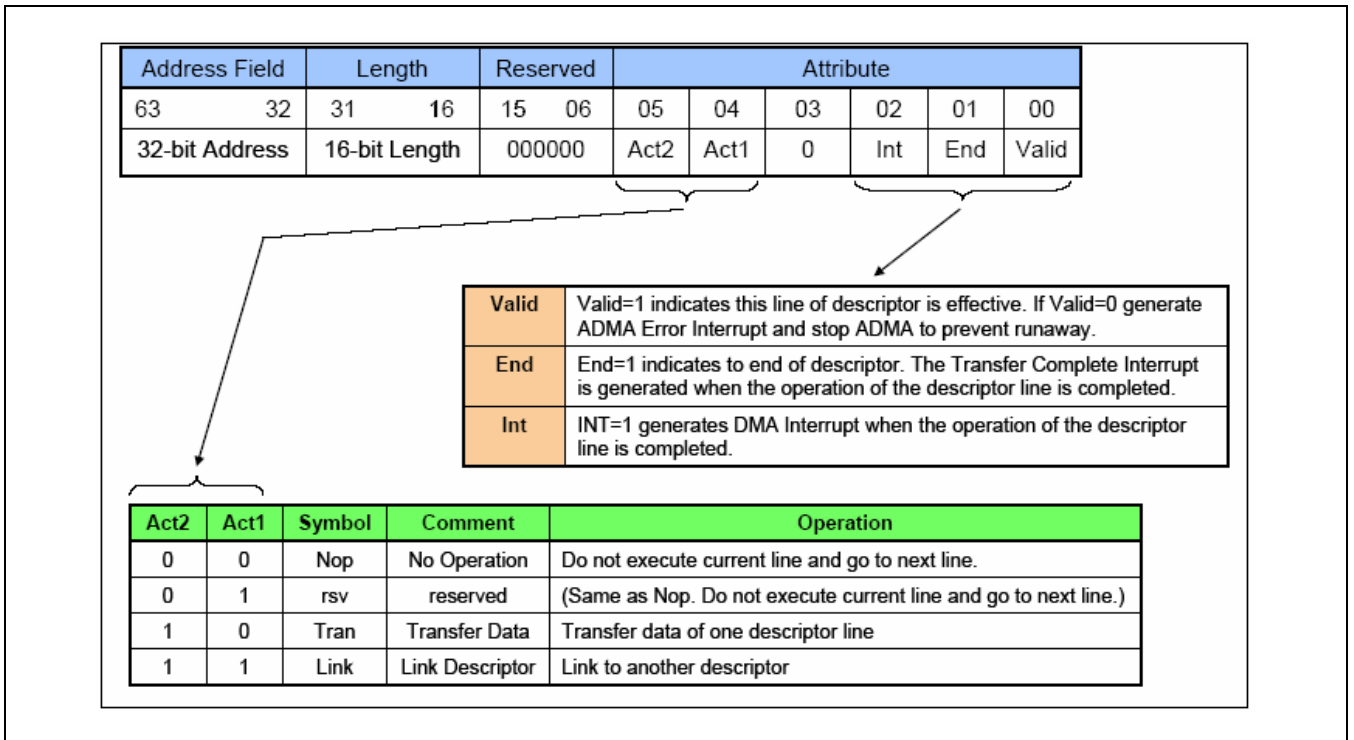 Address Field Length Reserved Attribute
63 32 31 16 15 06 05 04 03 02 01 00
32-bit Address 16-bit Length 000000 Act2 Act1 0 Int End Valid
Valid Valid=1 indicates this line of descriptor is effective. If Valid=0 generate
ADMA Error Interrupt and stop ADMA to prevent runaway.
End End=1 indicates to end of descriptor. The Transfer Complete Interrupt
is generated when the operation of the descriptor line is completed.
Int INT=1 generates DMA Interrupt when the operation of the descriptor
line is completed.
Act2 Act1 Symbol Comment Operation
0 0 Nop No Operation Do not execute current line and go to next line.
0 1 rsv reserved (Same as Nop. Do not execute current line and go to next line.)
1 0 Tran Transfer Data Transfer data of one descriptor line
1 1 Link Link Descriptor Link to another descriptor